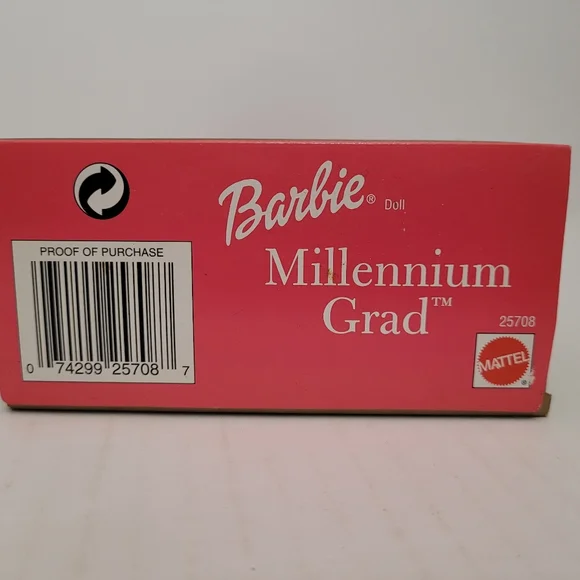 Barbie® Doll
Millennium
Grad™
25708
MATTEL
®
PROOF OF PURCHASE
0 74299 25708 7